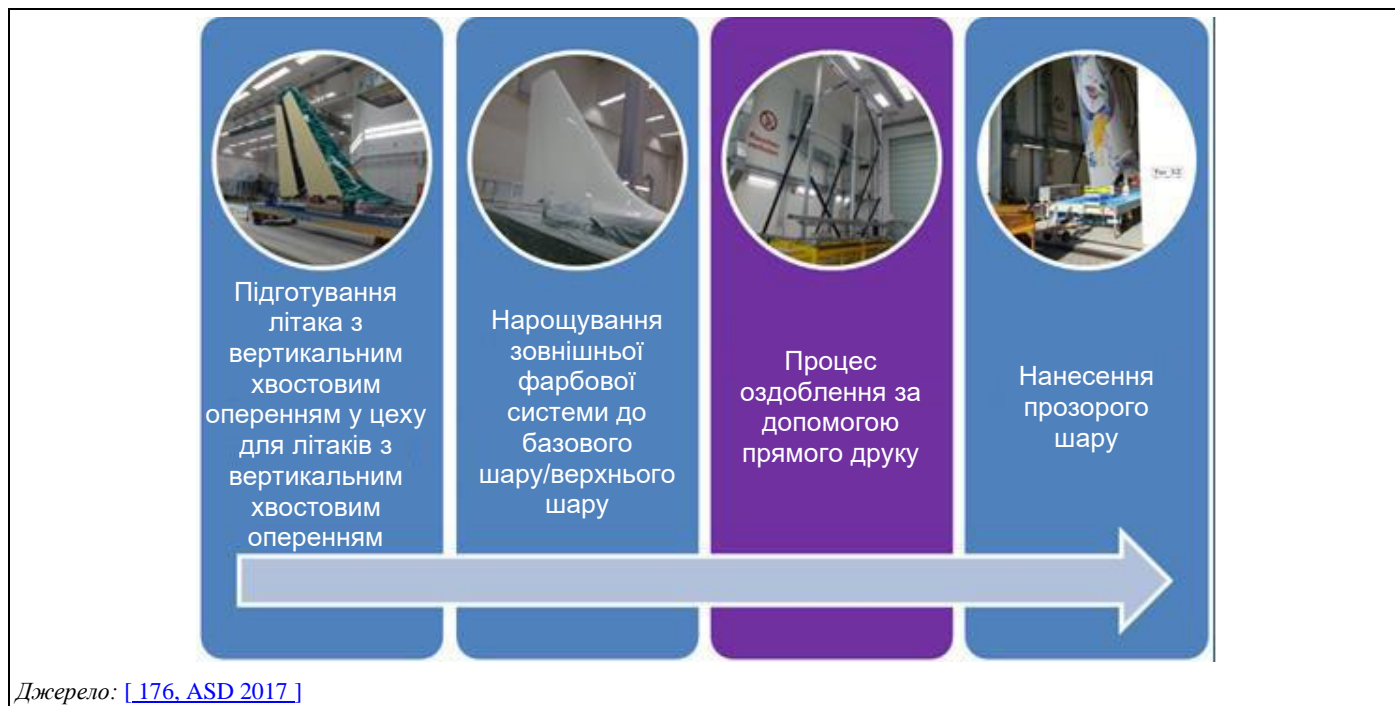 Підготування
літака з
вертикальним
хвостовим
оперенням у цеху
для літаків з
вертикальним
хвостовим
оперенням
Нарощування
зовнішньої
фарбової
системи до
базового
шару/верхнього
шару
Процес
оздоблення за
допомогою
прямого друку
Нанесення
прозорого
шару
Джерело: [ 176, ASD 2017 ]